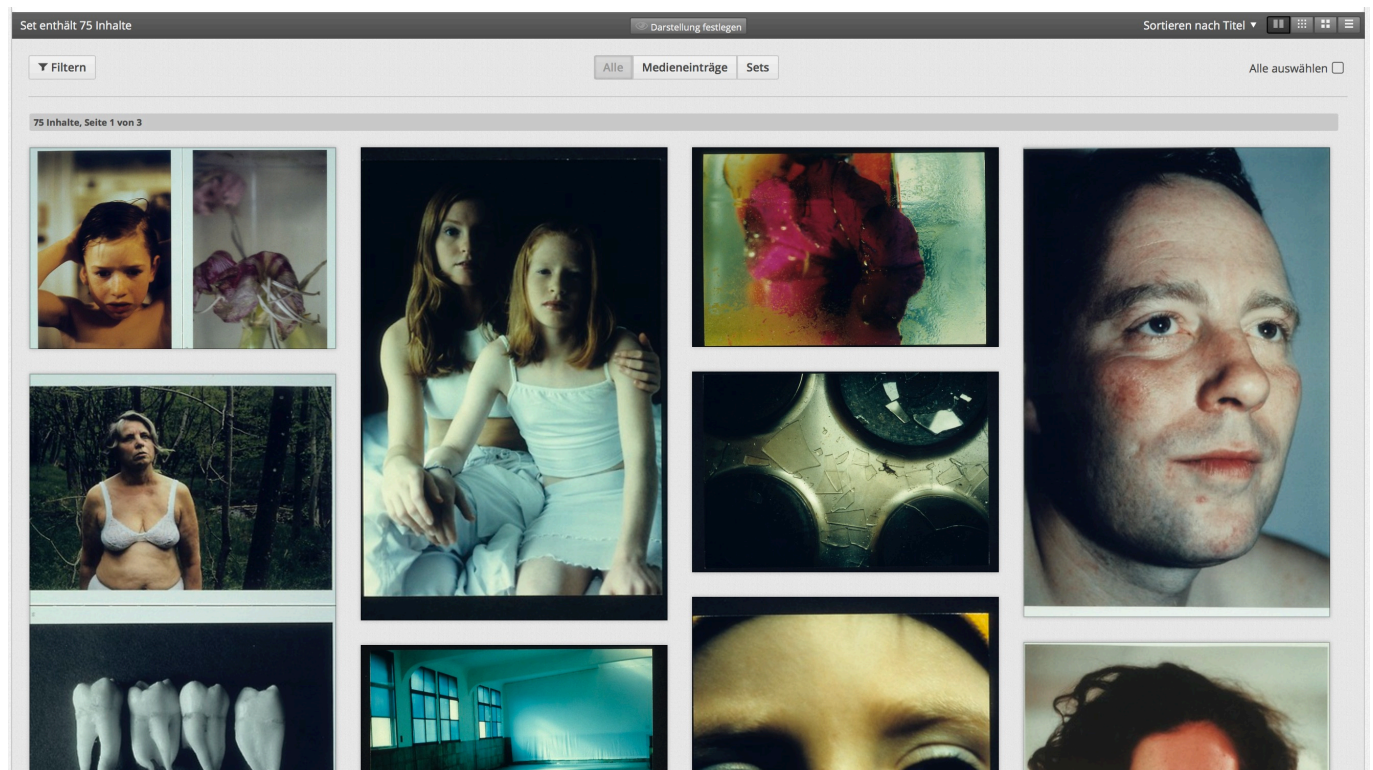 Set enthält 75 Inhalte
Darstellung festlegen
Sortieren nach Titel
Filtern
Alle
Medieneinträge
Sets
Alle auswählen
75 Inhalte, Seite 1 von 3